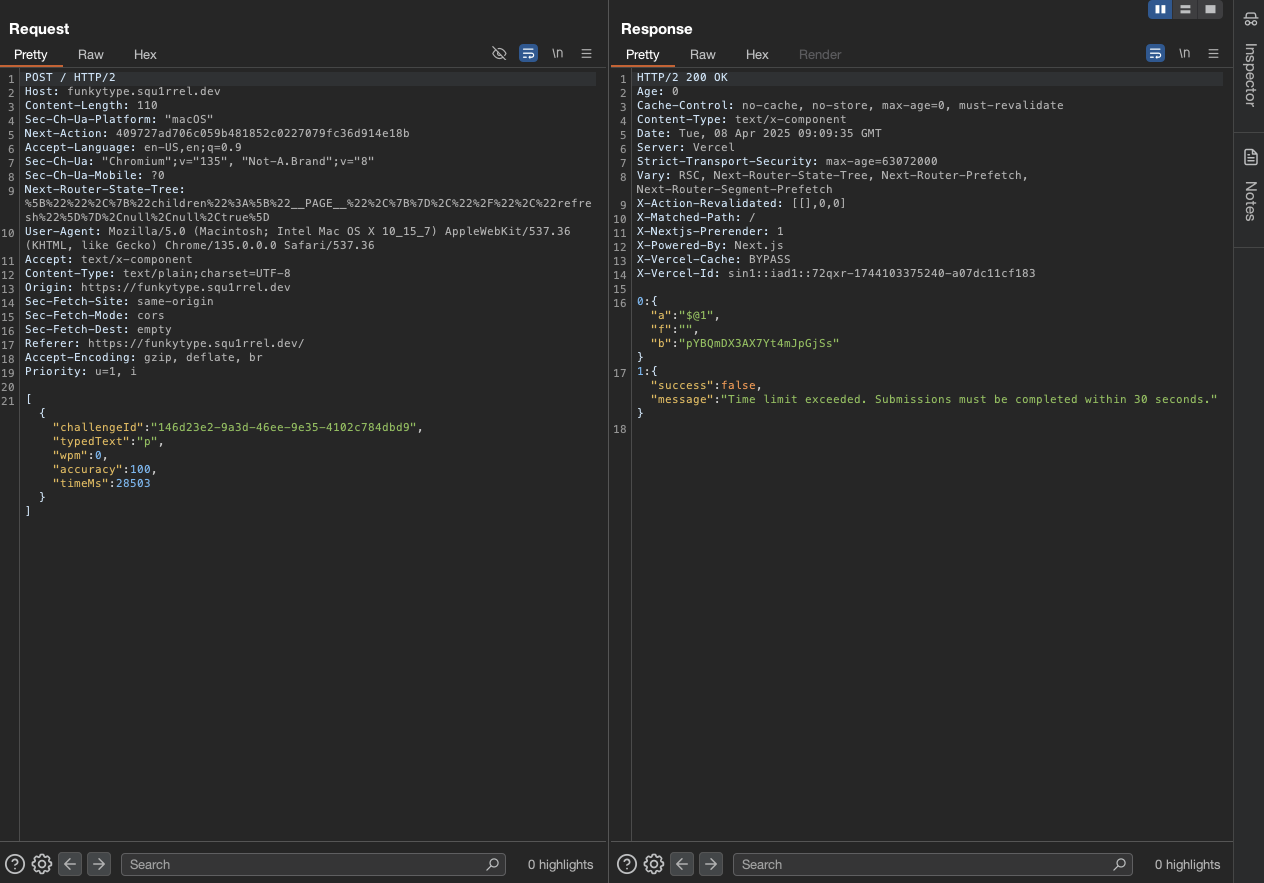 Request
Pretty Raw Hex
\n
1 POST / HTTP/2
2 Host: funkytype.squ1rrel.dev
3 Content-Length: 110
4 Sec-Ch-Ua-Platform: "macOS"
5 Next-Action: 409727ad706c059b481852c0227079fc36d914e18b
6 Accept-Language: en-US,en;q=0.9
7 Sec-Ch-Ua: "Chromium";v="135", "Not-A.Brand";v="8"
8 Sec-Ch-Ua-Mobile: ?0
9 Next-Router-State-Tree:
%5B%22%22%2C%7B%22children%22%3A%5B%22__PAGE__%22%2C%7B%7D%2C%22%2F%22%2C%22refre
sh%22%5D%7D%2Cnull%2Cnull%2Ctrue%5D
10 User-Agent: Mozilla/5.0 (Macintosh; Intel Mac OS X 10_15_7) AppleWebKit/537.36
(KHTML, like Gecko) Chrome/135.0.0.0 Safari/537.36
11 Accept: text/x-component
12 Content-Type: text/plain;charset=UTF-8
13 Origin: https://funkytype.squ1rrel.dev
14 Sec-Fetch-Site: same-origin
15 Sec-Fetch-Mode: cors
16 Sec-Fetch-Dest: empty
17 Referer: https://funkytype.squ1rrel.dev/
18 Accept-Encoding: gzip, deflate, br
19 Priority: u=1, i
20
21 [
{
"challengeId":"146d23e2-9a3d-46ee-9e35-4102c784dbd9",
"typedText":"p",
"wpm":0,
"accuracy":100,
"timeMs":28503
}
]
Search
0 highlights
Response
Pretty Raw Hex Render
\n
1 HTTP/2 200 OK
2 Age: 0
3 Cache-Control: no-cache, no-store, max-age=0, must-revalidate
4 Content-Type: text/x-component
5 Date: Tue, 08 Apr 2025 09:09:35 GMT
6 Server: Vercel
7 Strict-Transport-Security: max-age=63072000
8 Vary: RSC, Next-Router-State-Tree, Next-Router-Prefetch,
Next-Router-Segment-Prefetch
9 X-Action-Revalidated: [[],0,0]
10 X-Matched-Path: /
11 X-Nextjs-Prerender: 1
12 X-Powered-By: Next.js
13 X-Vercel-Cache: BYPASS
14 X-Vercel-Id: sin1::iad1::72qxr-1744103375240-a07dc11cf183
15
16 0:{
"a":"$@1",
"f":"",
"b":"pYBQmDX3AX7Yt4mJpGjSs"
}
17 1:{
"success":false,
"message":"Time limit exceeded. Submissions must be completed within 30 seconds."
}
18
Search
0 highlights
Inspector
Notes